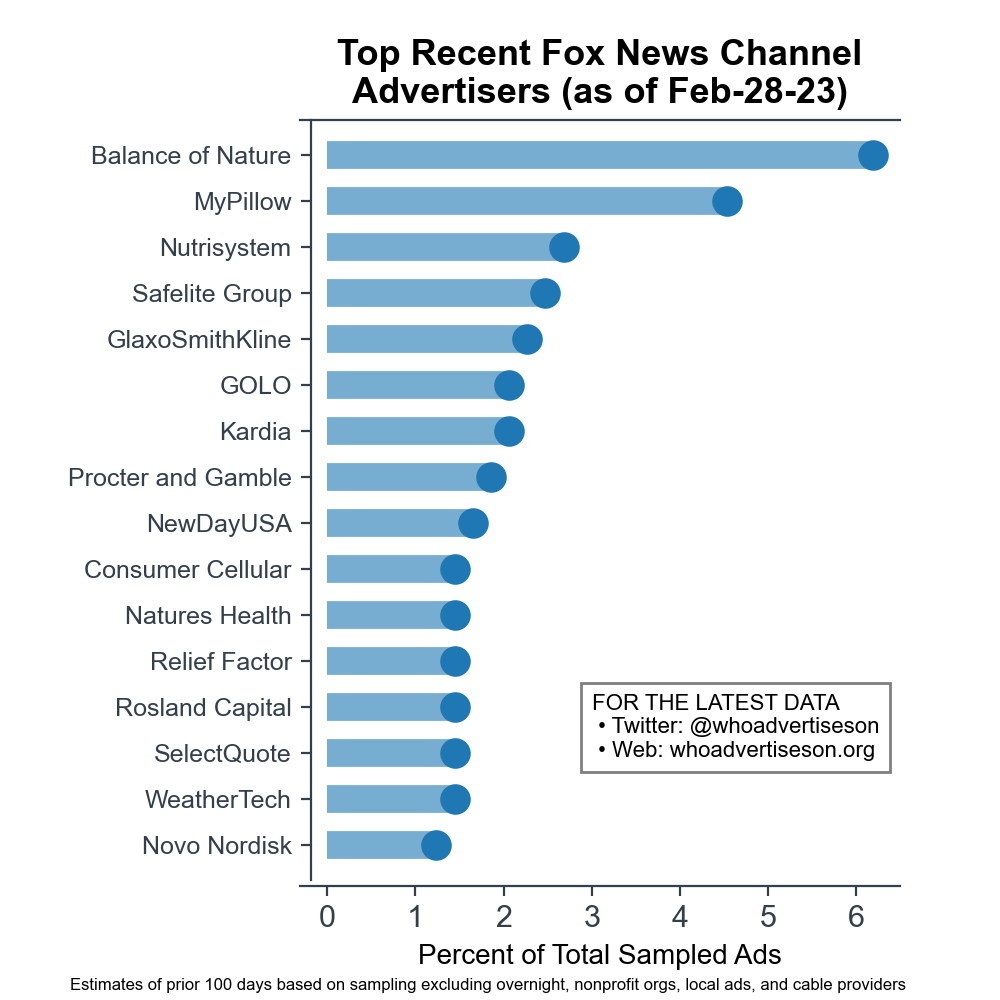 Top Recent Fox News Channel
Advertisers (as of Feb-28-23)
Balance of Nature
MyPillow
Nutrisystem
Safelite Group
GlaxoSmithKline
GOLO
Kardia
Procter and Gamble
NewDayUSA
Consumer Cellular
Natures Health
Relief Factor
Rosland Capital
SelectQuote
WeatherTech
Novo Nordisk
FOR THE LATEST DATA
• Twitter: @whoadvertiseson
• Web: whoadvertiseson.org
0 1 2 3 4 5 6
Percent of Total Sampled Ads
Estimates of prior 100 days based on sampling excluding overnight, nonprofit orgs, local ads, and cable providers